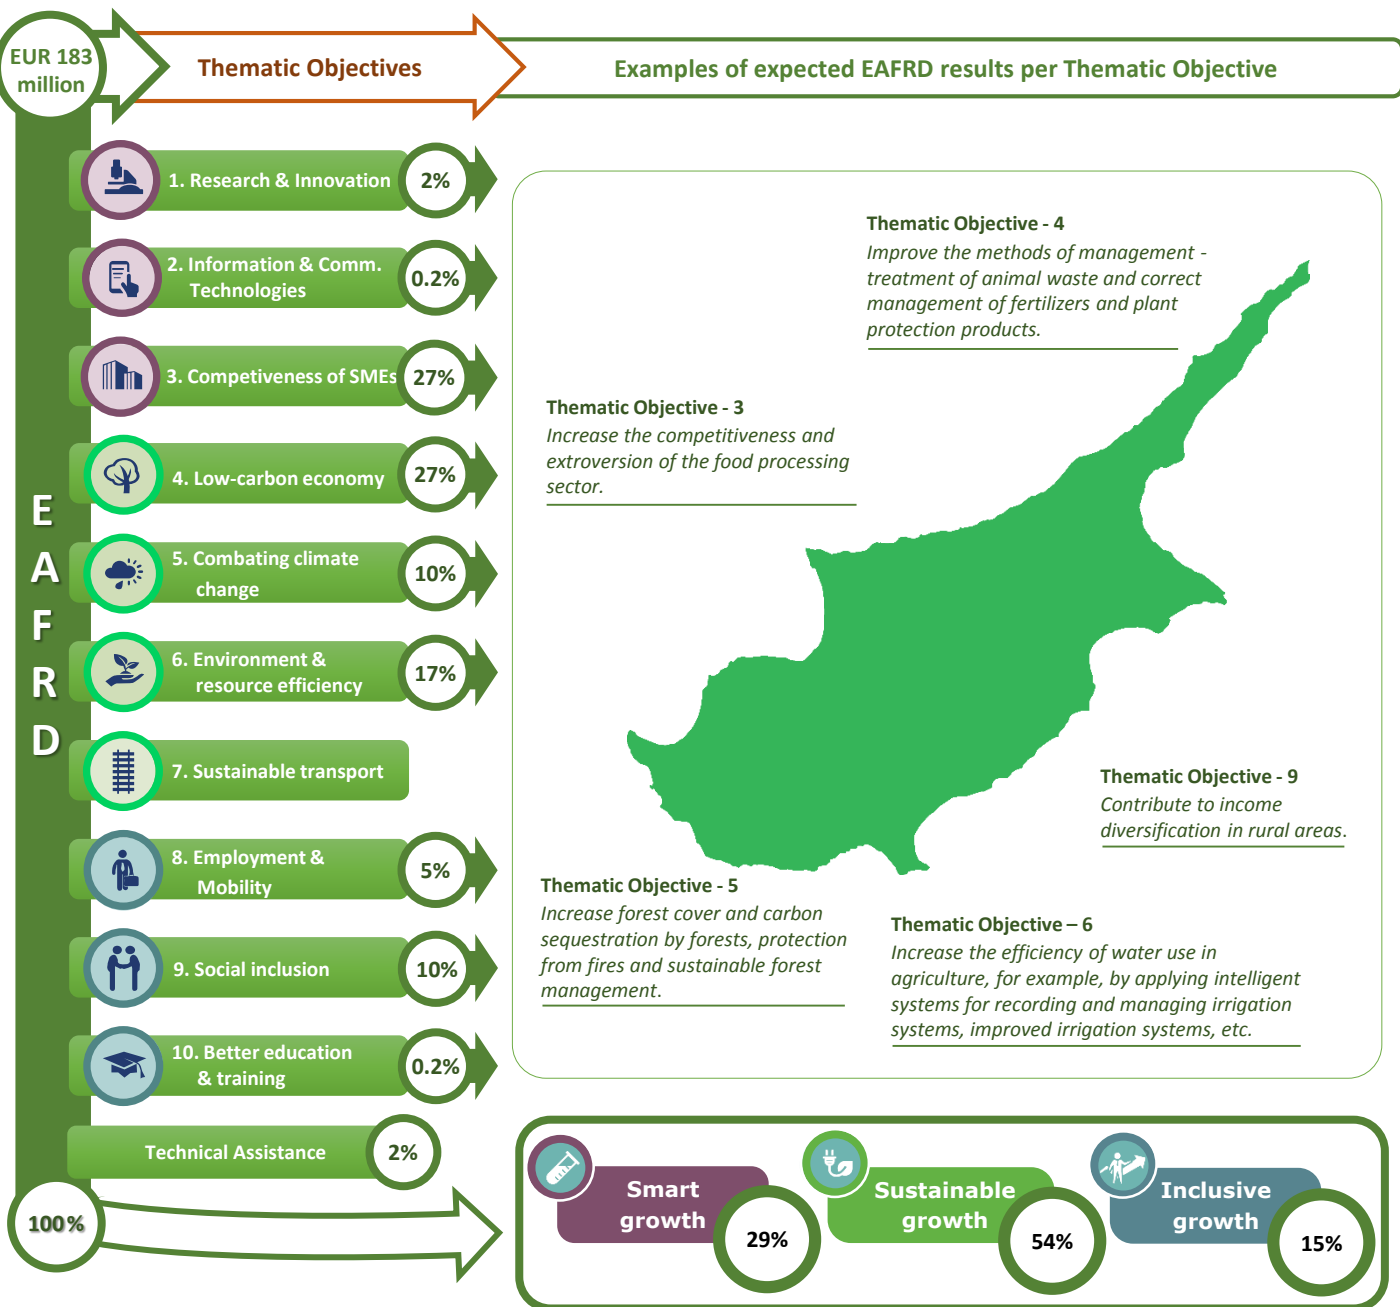 EUR 183
million
Thematic Objectives
Examples of expected EAFRD results per Thematic Objective
EAFRD
1. Research & Innovation
2%
2. Information & Comm.
Technologies
0.2%
3. Competiveness of SMEs
27%
4. Low-carbon economy
27%
5. Combating climate
change
10%
6. Environment &
resource efficiency
17%
7. Sustainable transport
8. Employment &
Mobility
5%
9. Social inclusion
10%
10. Better education
& training
0.2%
Technical Assistance
2%
100%
Thematic Objective - 4
Improve the methods of management -
treatment of animal waste and correct
management of fertilizers and plant
protection products.
Thematic Objective - 3
Increase the competitiveness and
extroversion of the food processing
sector.
Thematic Objective - 9
Contribute to income
diversification in rural areas.
Thematic Objective - 5
Increase forest cover and carbon
sequestration by forests, protection
from fires and sustainable forest
management.
Thematic Objective – 6
Increase the efficiency of water use in
agriculture, for example, by applying intelligent
systems for recording and managing irrigation
systems, improved irrigation systems, etc.
Smart
growth
29%
Sustainable
growth
54%
Inclusive
growth
15%